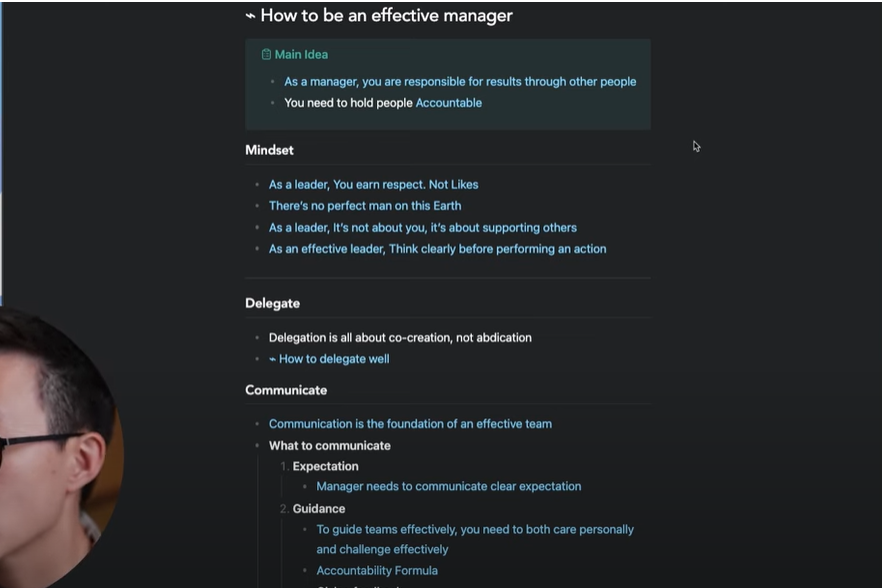 How to be an effective manager
Main Idea
As a manager, you are responsible for results through other people
You need to hold people Accountable
Mindset
As a leader, You earn respect. Not Likes
There's no perfect man on this Earth
As a leader, It's not about you, it's about supporting others
As an effective leader, Think clearly before performing an action
Delegate
Delegation is all about co-creation, not abdication
How to delegate well
Communicate
Communication is the foundation of an effective team
What to communicate
1. Expectation
Manager needs to communicate clear expectation
2. Guidance
To guide teams effectively, you need to both care personally
and challenge effectively
Accountability Formula